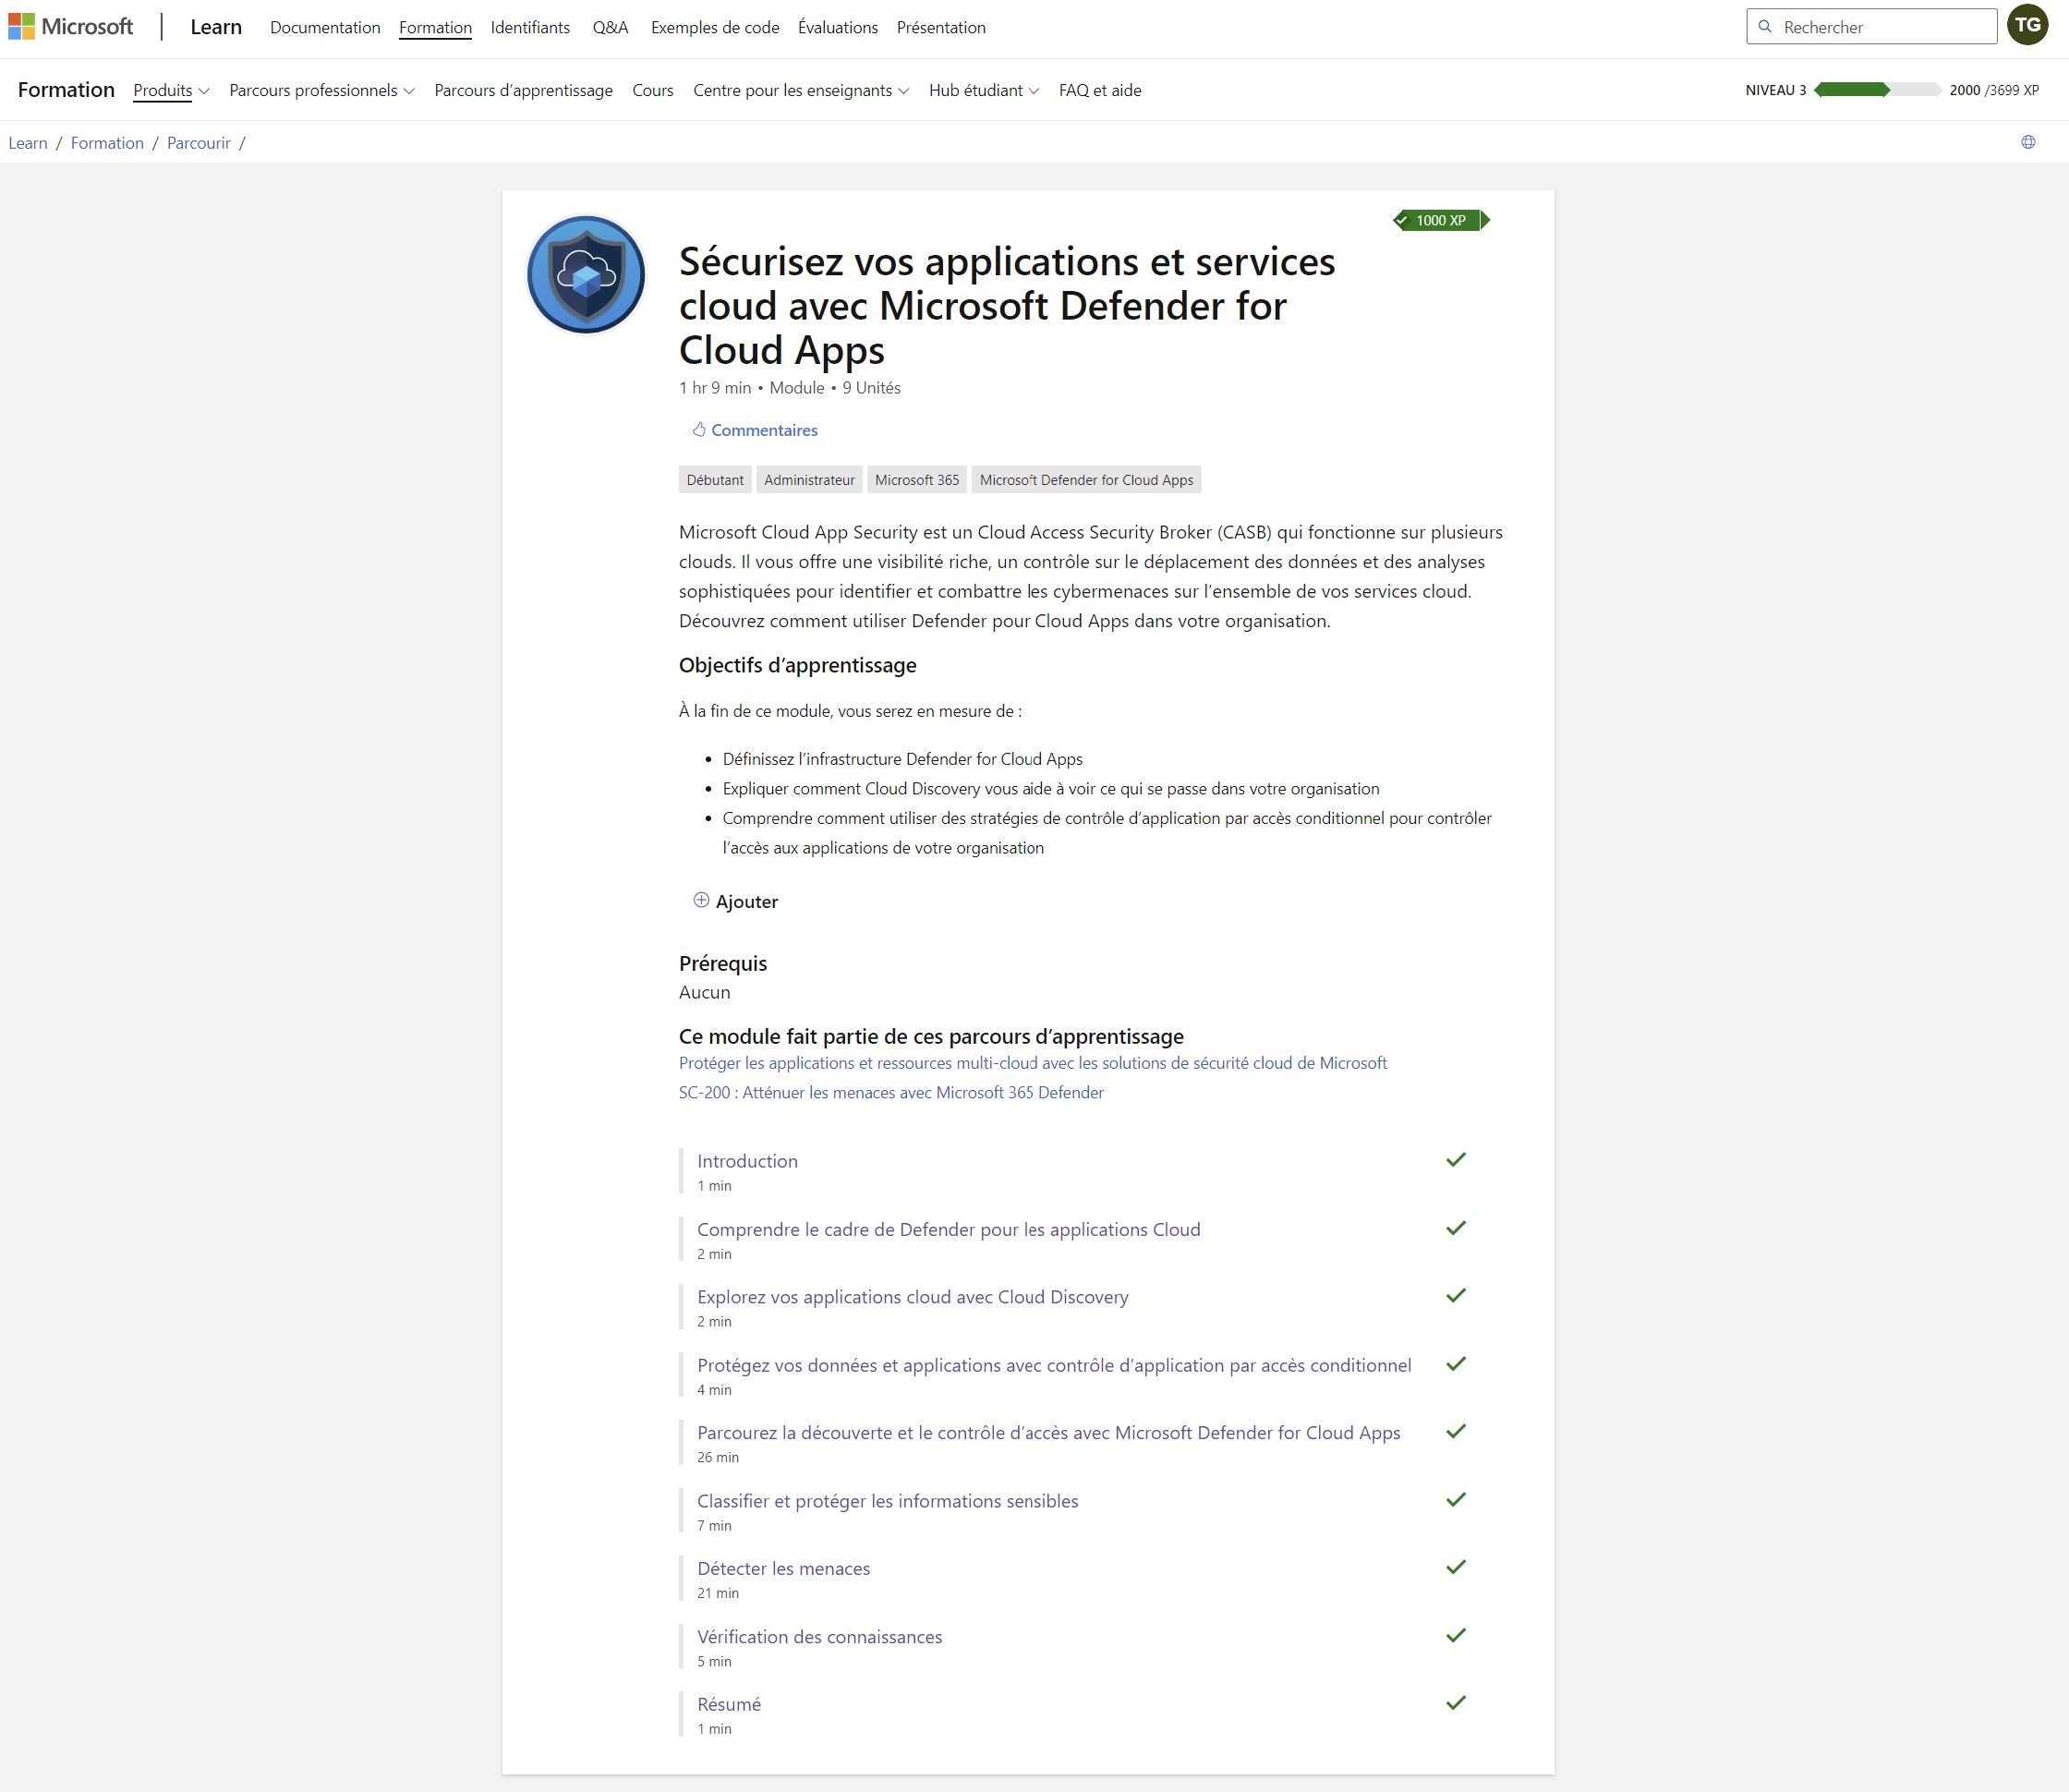 Microsoft
Learn
Documentation
Formation
Identifiants
Q&A
Exemples de code
Évaluations
Présentation
Rechercher
TG
Formation
Produits
Parcours professionnels
Parcours d’apprentissage
Cours
Centre pour les enseignants
Hub étudiant
FAQ et aide
NIVEAU 3
2000 /3699 XP
Learn / Formation / Parcourir /
1000 XP
Sécurisez vos applications et services
cloud avec Microsoft Defender for
Cloud Apps
1 hr 9 min • Module • 9 Unités
Commentaires
Débutant
Administrateur
Microsoft 365
Microsoft Defender for Cloud Apps
Microsoft Cloud App Security est un Cloud Access Security Broker (CASB) qui fonctionne sur plusieurs
clouds. Il vous offre une visibilité riche, un contrôle sur le déplacement des données et des analyses
sophistiquées pour identifier et combattre les cybermenaces sur l’ensemble de vos services cloud.
Découvrez comment utiliser Defender pour Cloud Apps dans votre organisation.
Objectifs d’apprentissage
À la fin de ce module, vous serez en mesure de :
• Définissez l’infrastructure Defender for Cloud Apps
• Expliquer comment Cloud Discovery vous aide à voir ce qui se passe dans votre organisation
• Comprendre comment utiliser des stratégies de contrôle d’application par accès conditionnel pour contrôler
l’accès aux applications de votre organisation
Ajouter
Prérequis
Aucun
Ce module fait partie de ces parcours d’apprentissage
Protéger les applications et ressources multi-cloud avec les solutions de sécurité cloud de Microsoft
SC-200 : Atténuer les menaces avec Microsoft 365 Defender
Introduction
1 min
Comprendre le cadre de Defender pour les applications Cloud
2 min
Explorez vos applications cloud avec Cloud Discovery
2 min
Protégez vos données et applications avec contrôle d’application par accès conditionnel
4 min
Parcourez la découverte et le contrôle d’accès avec Microsoft Defender for Cloud Apps
26 min
Classifier et protéger les informations sensibles
7 min
Détecter les menaces
21 min
Vérification des connaissances
5 min
Résumé
1 min